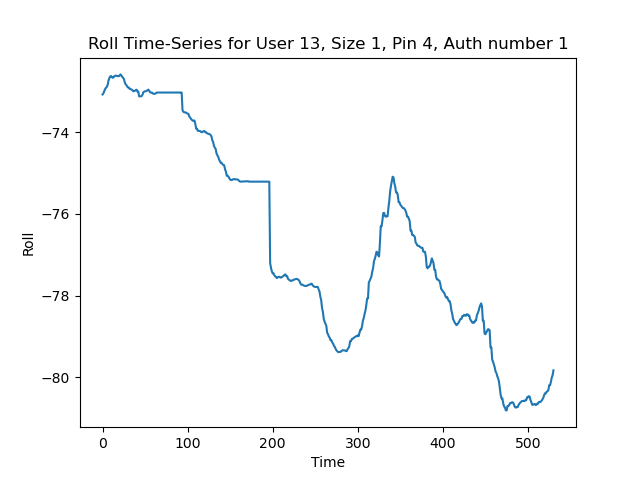 Roll Time-Series for User 13, Size 1, Pin 4, Auth number 1
−74
−76
−78
−80
Roll
0 100 200 300 400 500
Time